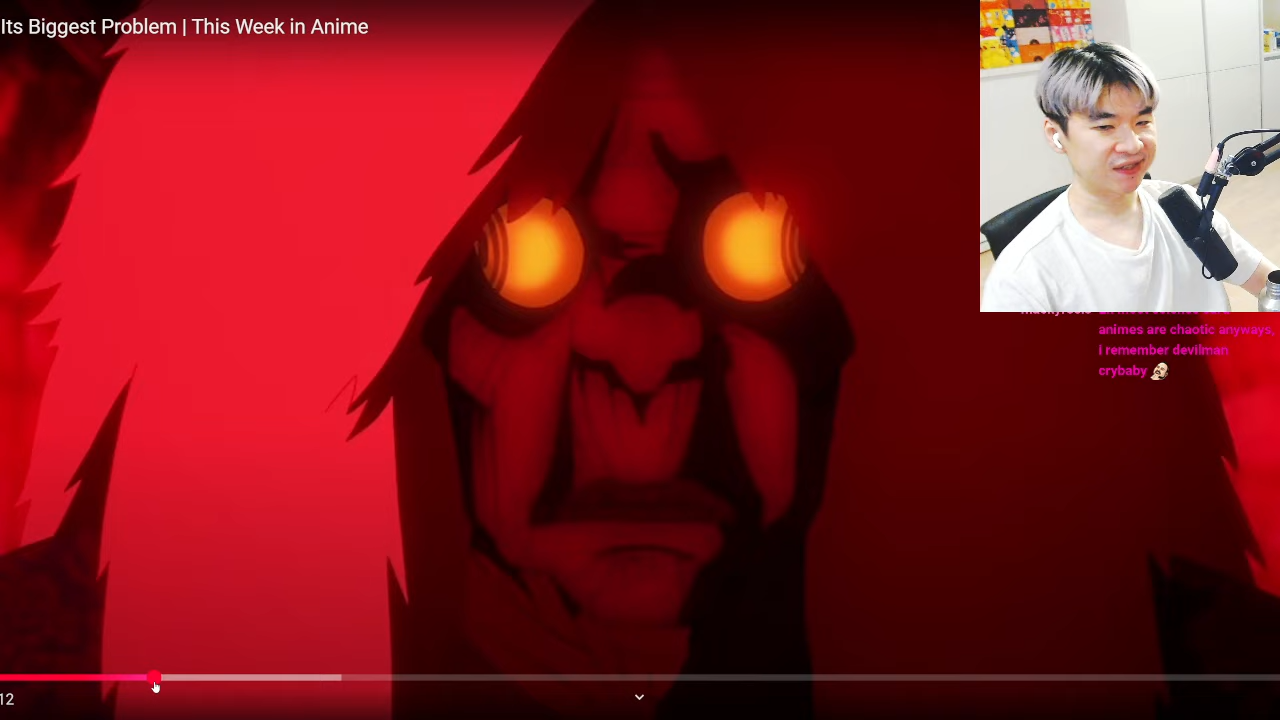 Its Biggest Problem | This Week in Anime
animes are chaotic anyways,
i remember devilman
crybaby
12